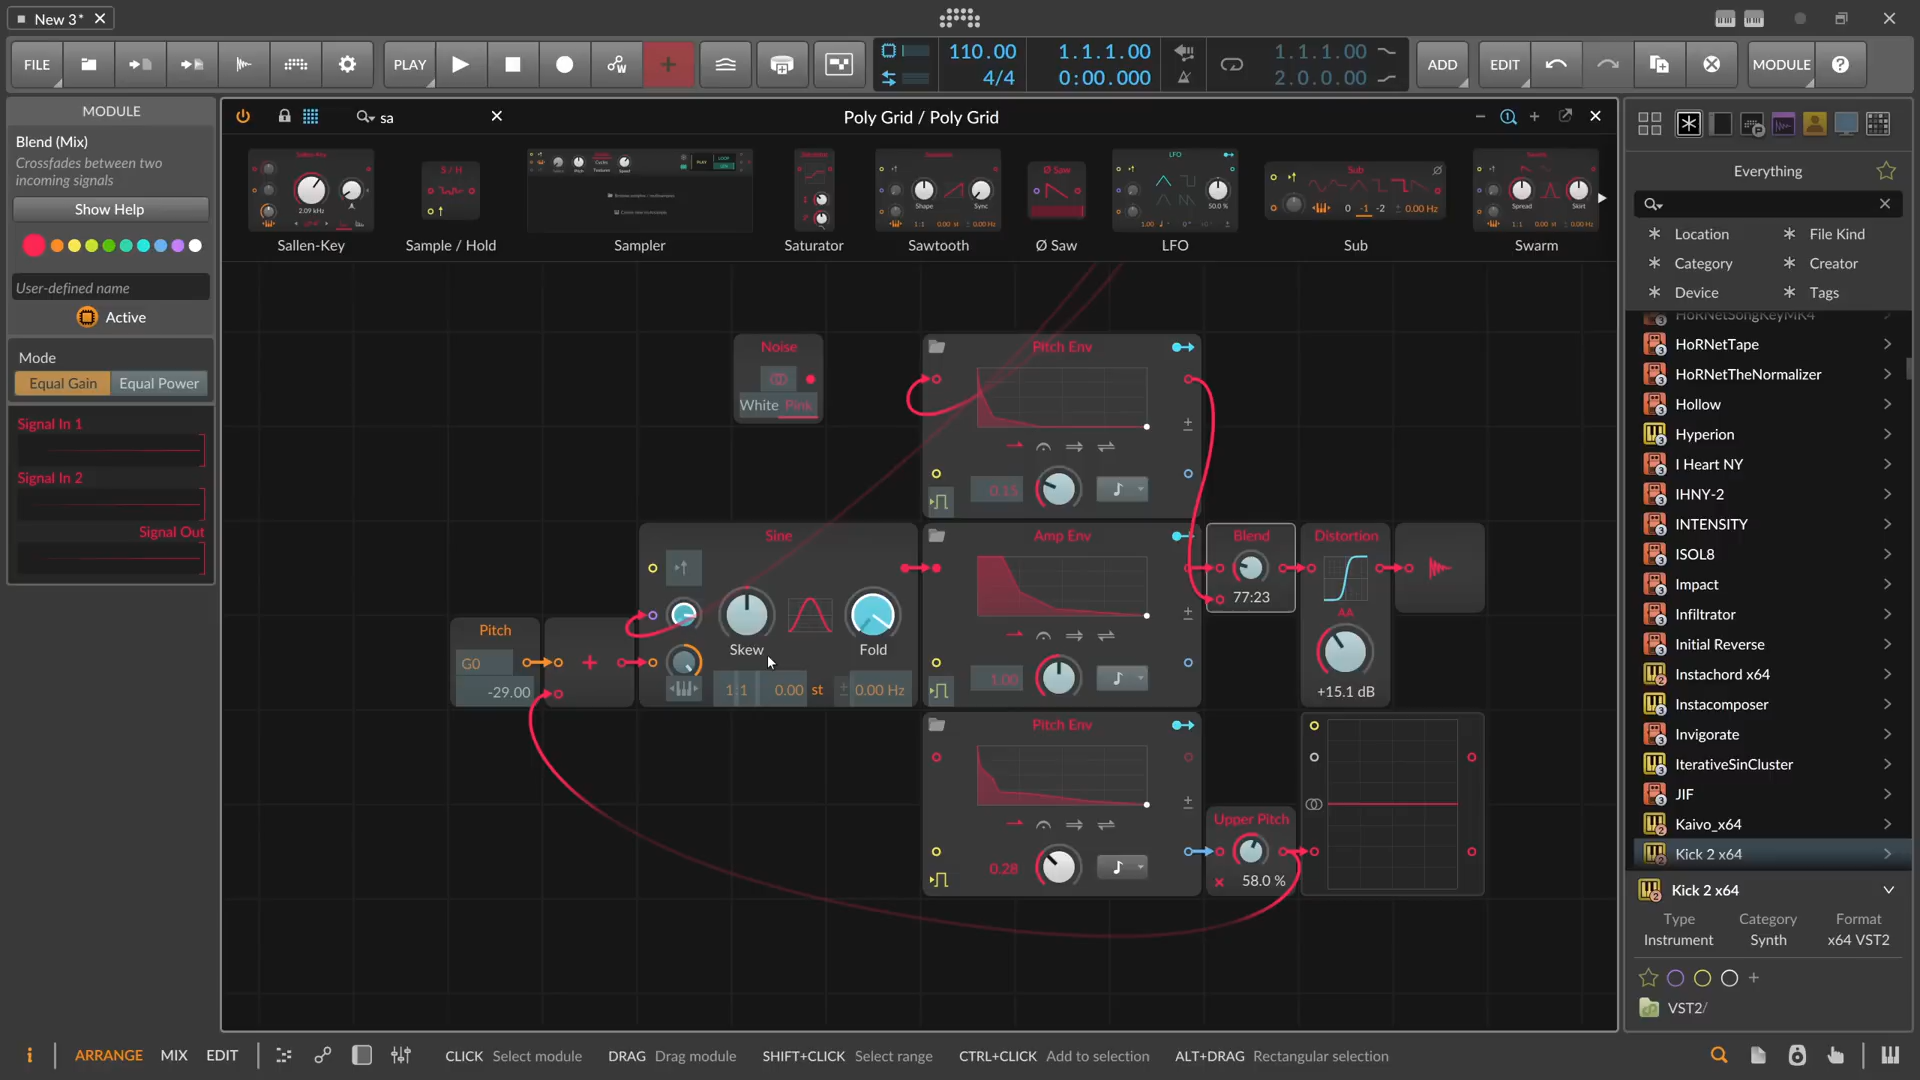 New 3*
FILE
PLAY
110.00
4/4
1.1.1.00
0:00.000
1.1.1.00
2.0.0.00
ADD
EDIT
MODULE
MODULE
Blend (Mix)
Crossfades between two
incoming signals
Show Help
User-defined name
Active
Mode
Equal Gain
Equal Power
Signal In 1
Signal In 2
Signal Out
sa
Poly Grid / Poly Grid
Sallen-Key
Sample / Hold
Sampler
Saturator
Sawtooth
Ø Saw
LFO
Sub
Swarm
Noise
White
Pink
Pitch Env
0.15
Sine
Skew
Fold
1:1
0.00 st
0.00 Hz
Pitch
G0
-29.00
Amp Env
1.00
Blend
77:23
Distortion
AA
+15.1 dB
Pitch Env
0.28
Upper Pitch
58.0 %
Everything
Location
File Kind
Category
Creator
Device
Tags
HoRNetSongKeyMK4
HoRNetTape
HoRNetTheNormalizer
Hollow
Hyperion
I Heart NY
IHNY-2
INTENSITY
ISOL8
Impact
Infiltrator
Initial Reverse
Instachord x64
Instacomposer
Invigorate
IterativeSinCluster
JIF
Kaivo_x64
Kick 2 x64
Kick 2 x64
Type
Category
Format
Instrument
Synth
x64 VST2
VST2/
ARRANGE
MIX
EDIT
CLICK Select module
DRAG Drag module
SHIFT+CLICK Select range
CTRL+CLICK Add to selection
ALT+DRAG Rectangular selection